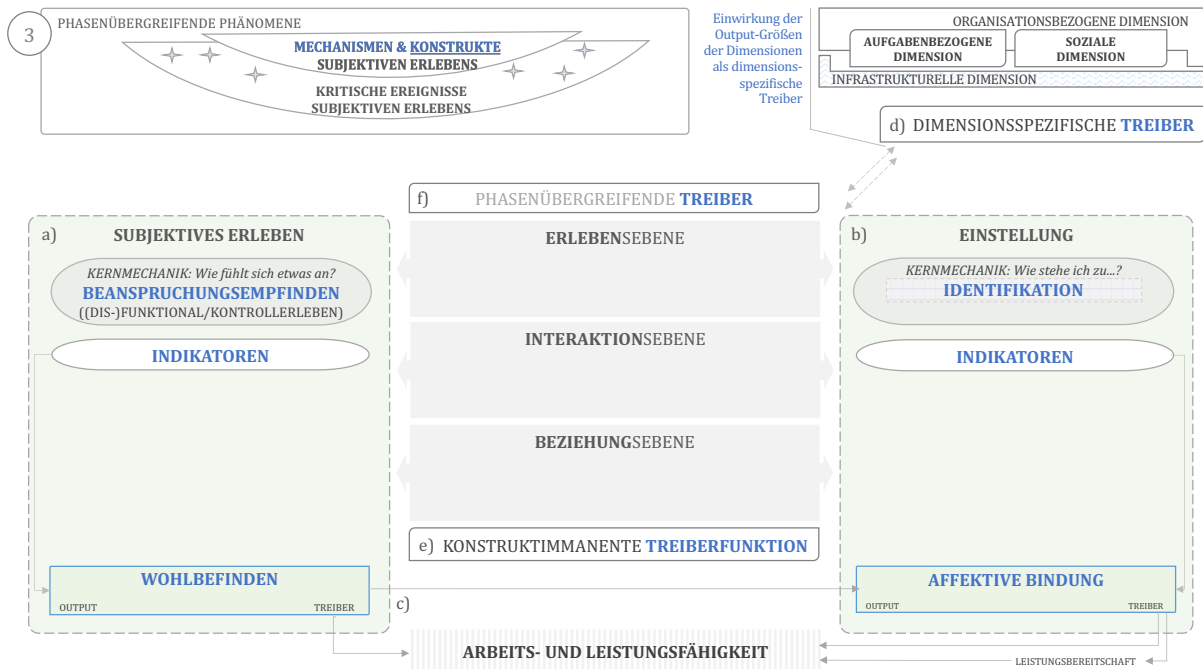 3
PHASENÜBERGREIFENDE PHÄNOMENE
MECHANISMEN & KONSTRUKTE
SUBJEKTIVEN ERLEBENS
KRITISCHE EREIGNISSE
SUBJEKTIVEN ERLEBENS
Einwirkung der
Output-Größen
der Dimensionen
als dimensions-
spezifische
Treiber
ORGANISATIONSBEZOGENE DIMENSION
AUFGABENBEZOGENE
DIMENSION
SOZIALE
DIMENSION
INFRASTRUKTURELLE DIMENSION
d) DIMENSIONSSPEZIFISCHE TREIBER
f) PHASENÜBERGREIFENDE TREIBER
a) SUBJEKTIVES ERLEBEN
KERNMECHANIK: Wie fühlt sich etwas an?
BEANSPRUCHUNGSEMPFINDEN
((DIS-)FUNKTIONAL/KONTROLLERLEBEN)
INDIKATOREN
WOHLBEFINDEN
OUTPUT
TREIBER
ERLEBENSEBENE
INTERAKTIONSEBENE
BEZIEHUNGSEBENE
e) KONSTRUKTIMMANENTE TREIBERFUNKTION
b) EINSTELLUNG
KERNMECHANIK: Wie stehe ich zu...?
IDENTIFIKATION
INDIKATOREN
AFFEKTIVE BINDUNG
OUTPUT
TREIBER
c)
ARBEITS- UND LEISTUNGSFÄHIGKEIT
LEISTUNGSBEREITSCHAFT